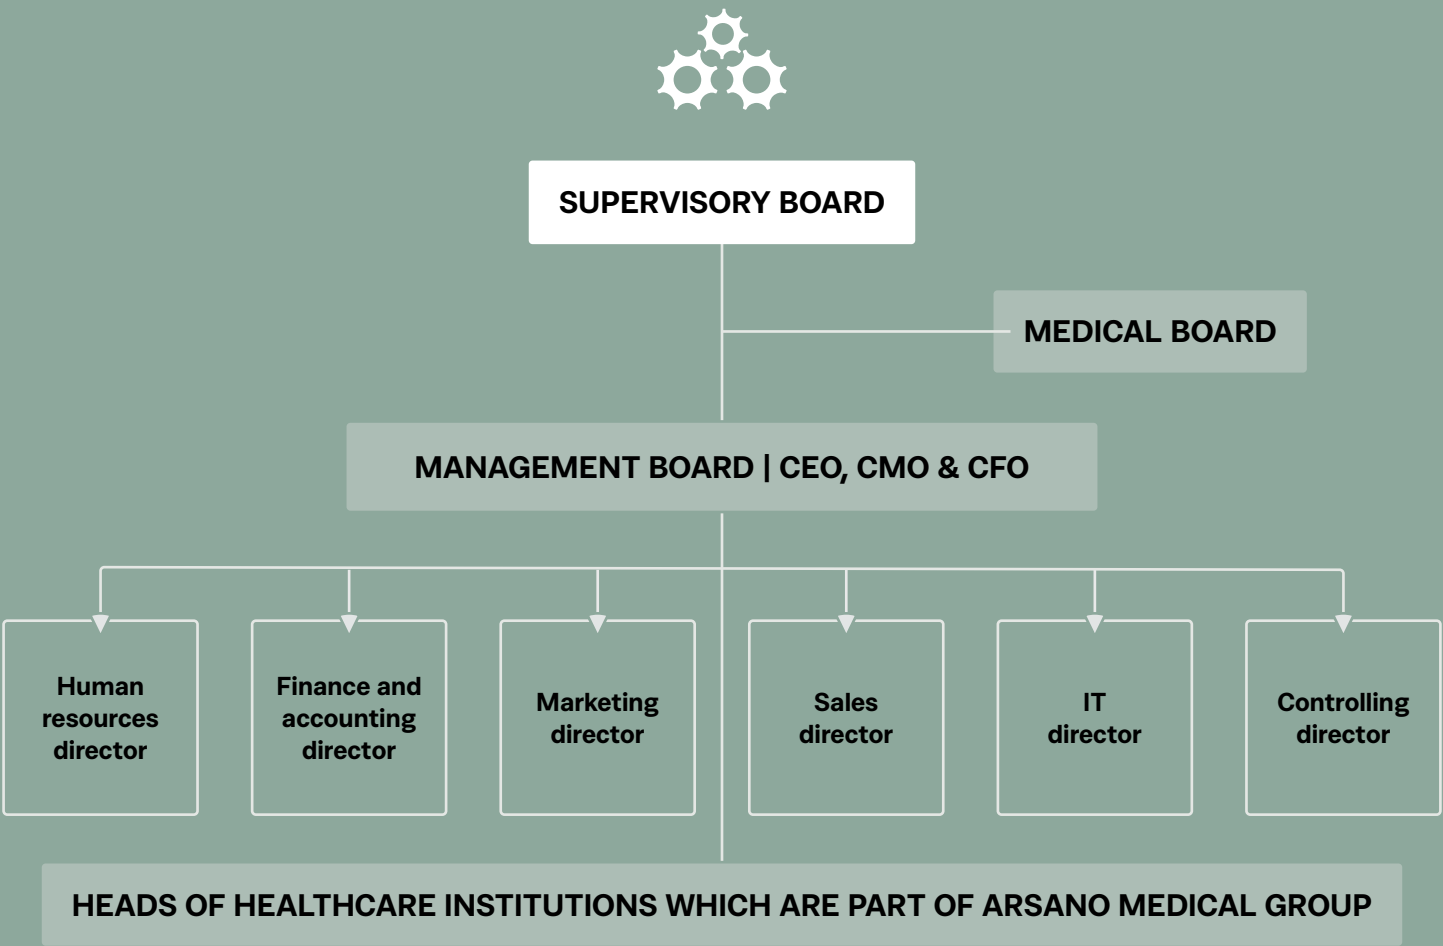 SUPERVISORY BOARD
MEDICAL BOARD
MANAGEMENT BOARD | CEO, CMO & CFO
Human
resources
director
Finance and
accounting
director
Marketing
director
Sales
director
IT
director
Controlling
director
HEADS OF HEALTHCARE INSTITUTIONS WHICH ARE PART OF ARSANO MEDICAL GROUP